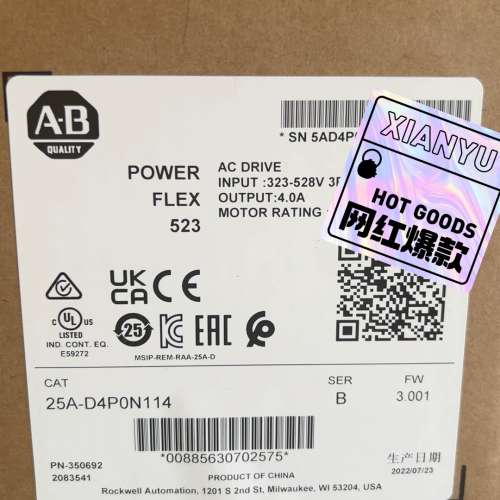 A-B
QUALITY
POWER
FLEX
523
* SN 5AD4P
AC DRIVE
INPUT :323-528V
OUTPUT:4.0A
MOTOR RATING
XIANYU
HOT GOODS
网红爆款
UK
CA CE
C UL US
LISTED
IND. CONT. EQ.
E59272
25
EAC
MSIP-REM-RAA-25A-D
CAT
25A-D4P0N114
SER
B
FW
3.001
*00885630702575*
PN-350692
2083541
生产日期
2022/07/23
PRODUCT OF CHINA
Rockwell Automation, 1201 S 2nd St. Milwaukee, WI 53204, USA